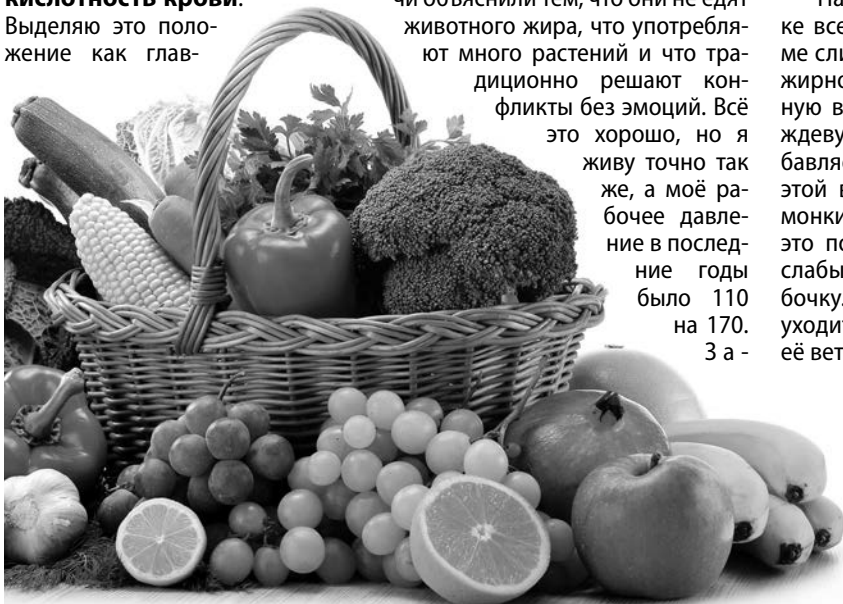 кислотность крови.
Выделяю это поло-
жение как глав-
чи объяснили тем, что они не едят
животного жира, что употребля-
ют много растений и что тра-
диционно решают кон-
фликты без эмоций. Всё
это хорошо, но я
живу точно так
же, а моё ра-
бочее давле-
ние в послед-
ние годы
было 110
на 170.
З а -
На
ке все
ме сли
жирно
ную в
ждеву
бавля
этой в
монки
это по
слабы
бочку.
уходит
её вет